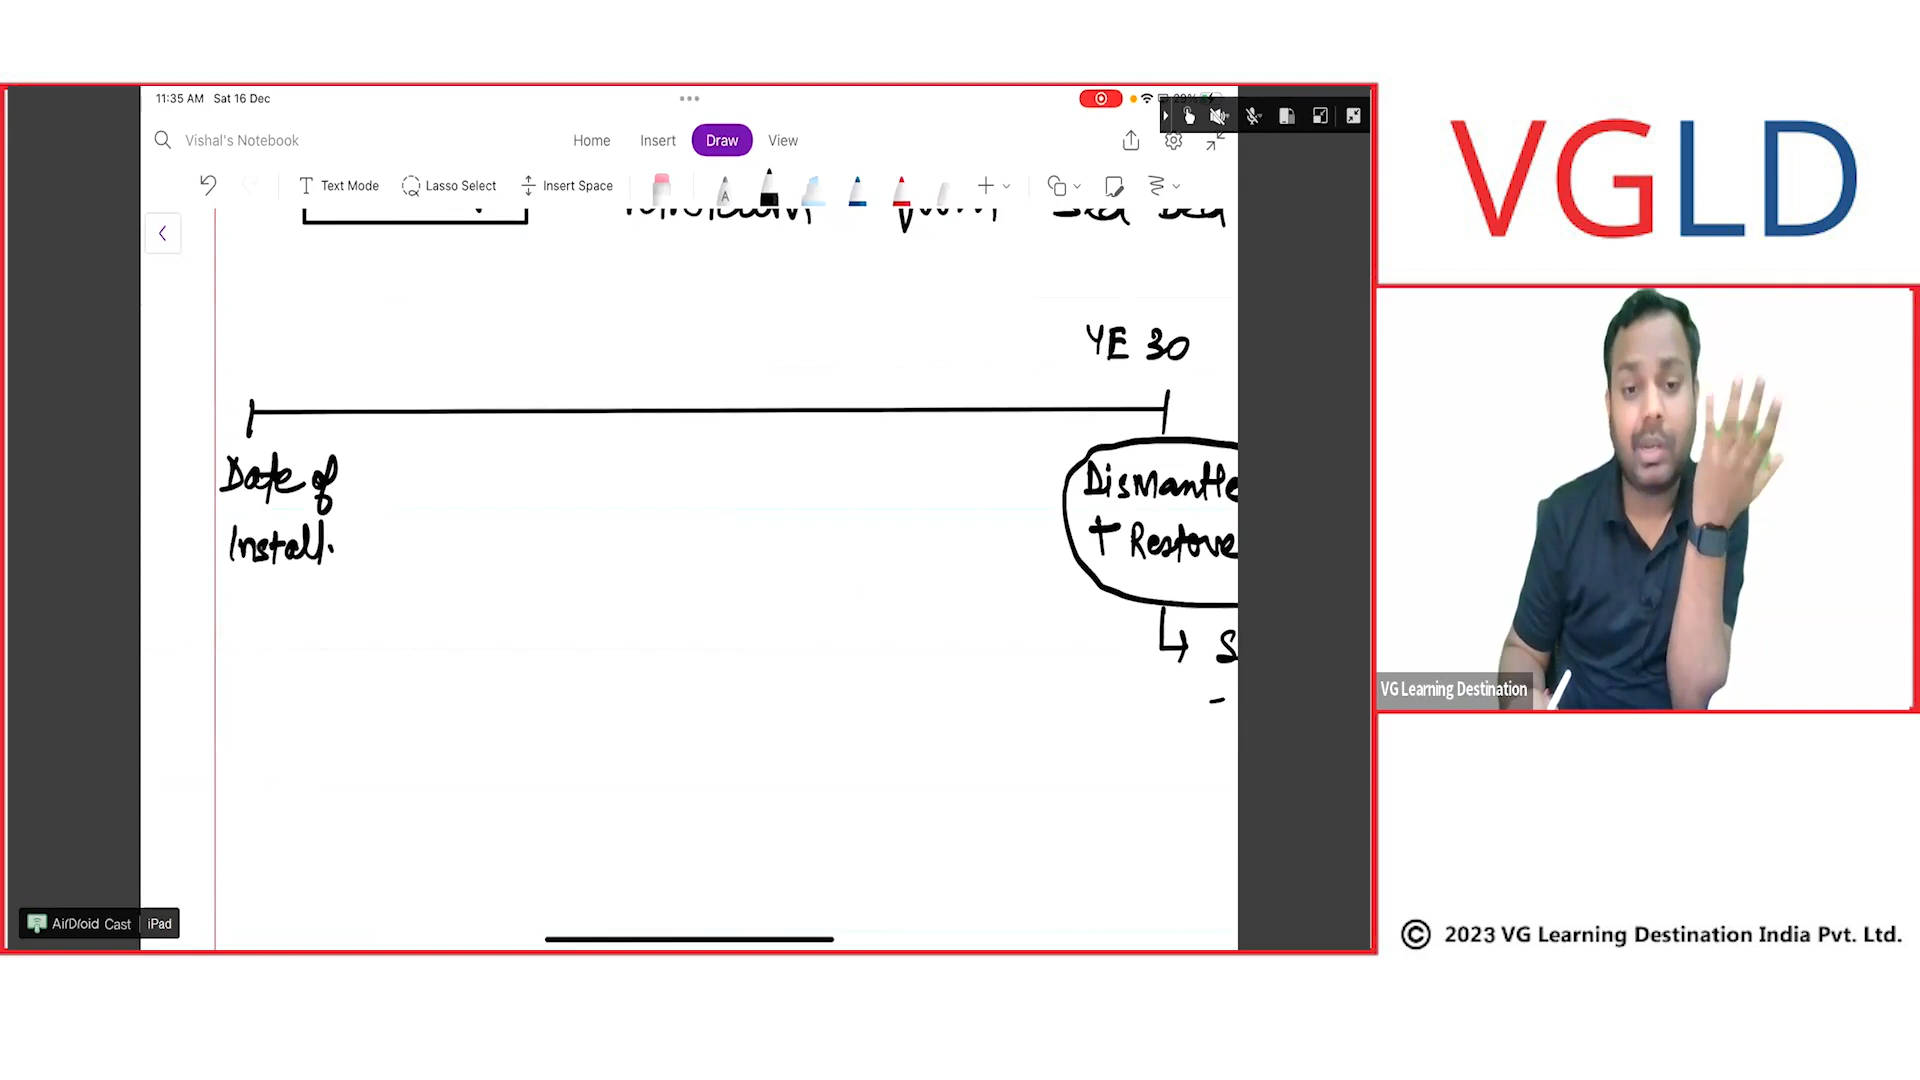 11:35 AM Sat 16 Dec
29%
Vishal's Notebook
Home Insert Draw View
Text Mode Lasso Select Insert Space
YE 30
Date of
Install.
Dismantle
+ Restore
↳ S
-
AirDroid Cast iPad
VGLD
VG Learning Destination
© 2023 VG Learning Destination India Pvt. Ltd.